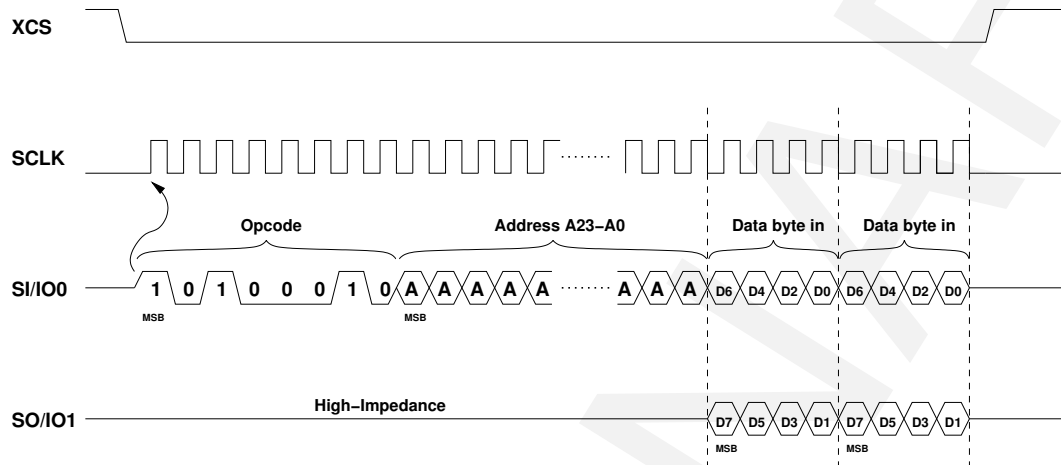 XCS
SCLK
........
Opcode
Address A23−A0
Data byte in
Data byte in
SI/IO0
1 0 1 0 0 0 1 0 A A A A A ........ A A A D6 D4 D2 D0 D6 D4 D2 D0
MSB
MSB
High−Impedance
SO/IO1
D7 D5 D3 D1 D7 D5 D3 D1
MSB
MSB